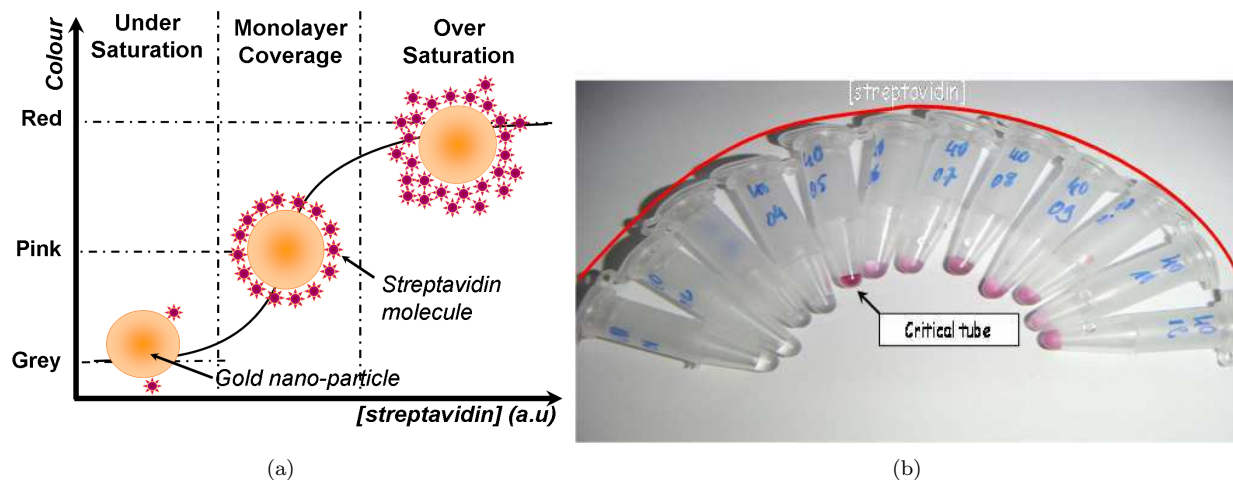 Under
Saturation
Monolayer
Coverage
Over
Saturation
Colour
Red
Pink
Grey
Streptavidin
molecule
Gold nano-particle
[streptavidin] (a.u)
(a)
[streptavidin]
40
04
40
05
40
07
40
08
40
09
40
Critical tube
(b)